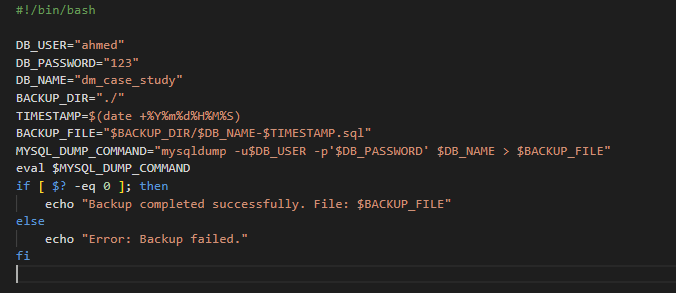 #!/bin/bash
DB_USER="ahmed"
DB_PASSWORD="123"
DB_NAME="dm_case_study"
BACKUP_DIR="./"
TIMESTAMP=$(date +%Y%m%d%H%M%S)
BACKUP_FILE="$BACKUP_DIR/$DB_NAME-$TIMESTAMP.sql"
MYSQL_DUMP_COMMAND="mysqldump -u$DB_USER -p'$DB_PASSWORD' $DB_NAME > $BACKUP_FILE"
eval $MYSQL_DUMP_COMMAND
if [ $? -eq 0 ]; then
    echo "Backup completed successfully. File: $BACKUP_FILE"
else
    echo "Error: Backup failed."
fi